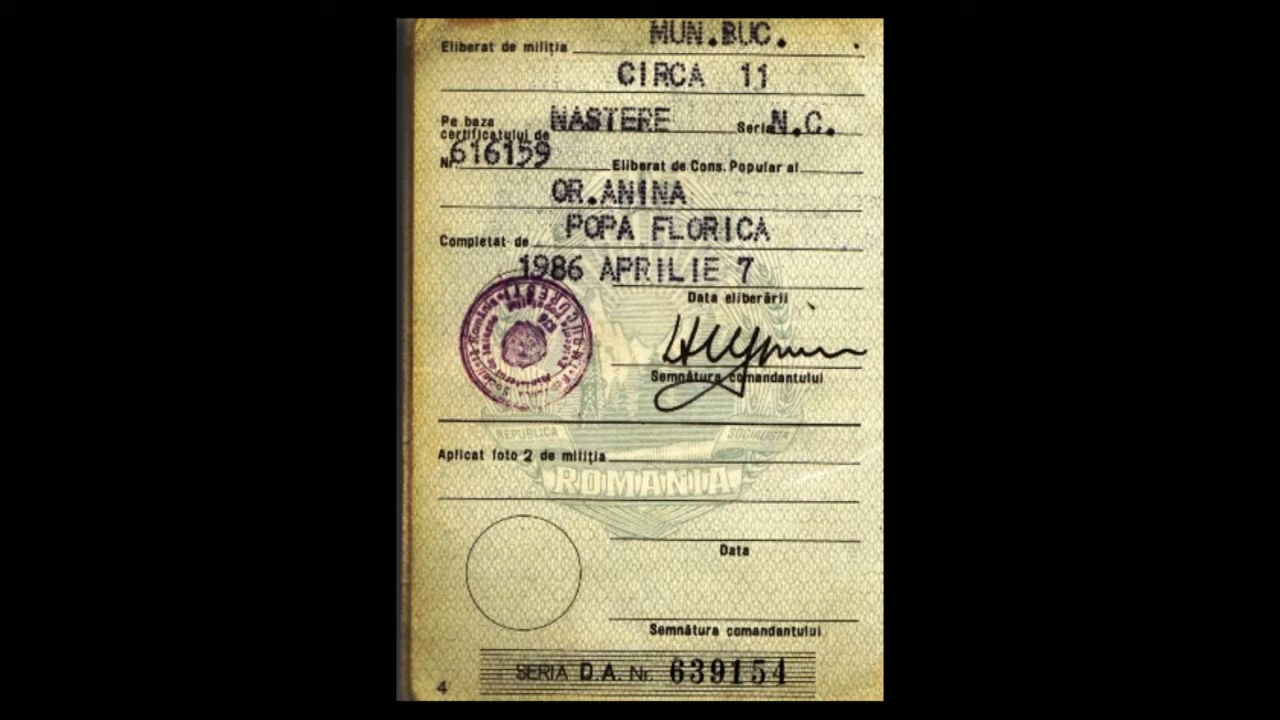 Eliberat de miliția MUN.BUC.
CIRCA 11
Pe baza certificatului de NASTERE Seria N.C.
Nr. 616159 Eliberat de Cons. Popular al
OR.ANINA
Completat de POPA FLORICA
1986 APRILIE 7
Data eliberării
Semnătura comandantului
REPUBLICA SOCIALISTA
Aplicat foto 2 de miliția
ROMANIA
Data
Semnătura comandantului
SERIA D.A. Nr. 639154
4